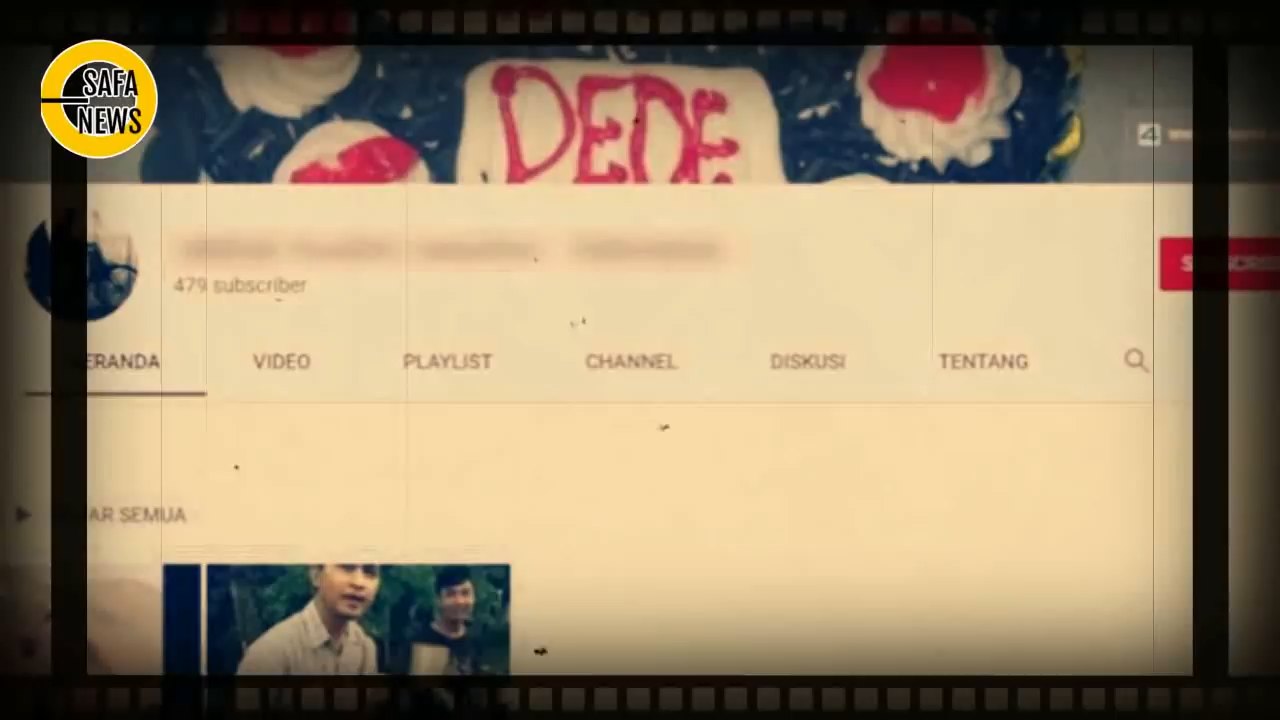 SAFA
NEWS
DEDE
479 subscriber
ERANDA
VIDEO
PLAYLIST
CHANNEL
DISKUSI
TENTANG
AR SEMUA